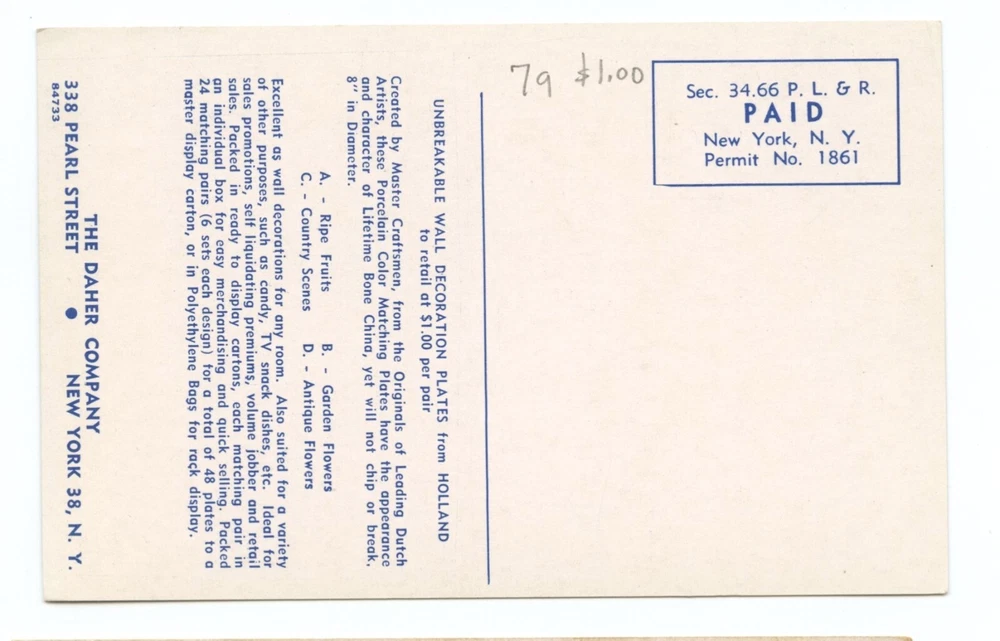 79 $1.00
Sec. 34.66 P. L. & R.
PAID
New York, N. Y.
Permit No. 1861
UNBREAKABLE WALL DECORATION PLATES from HOLLAND
to retail at $1.00 per pair
Created by Master Craftsmen, from the Originals of Leading Dutch
Artists, these Porcelain Color Matching Plates have the appearance
and character of Lifetime Bone China, yet will not chip or break.
8" in Diameter.
A. - Ripe Fruits B. - Garden Flowers
C. - Country Scenes D. - Antique Flowers
Excellent as wall decorations for any room. Also suited for a variety
of other purposes, such as candy, TV snack dishes, etc. Ideal for
sales promotions, self liquidating premiums, volume jobber and retail
sales. Packed in ready to display cartons, each matching pair in
an individual box for easy merchandising and quick selling. Packed
24 matching pairs (6 sets each design) for a total of 48 plates to a
master display carton, or in Polyethylene Bags for rack display.
THE DAHER COMPANY
338 PEARL STREET ● NEW YORK 38, N. Y.
84733